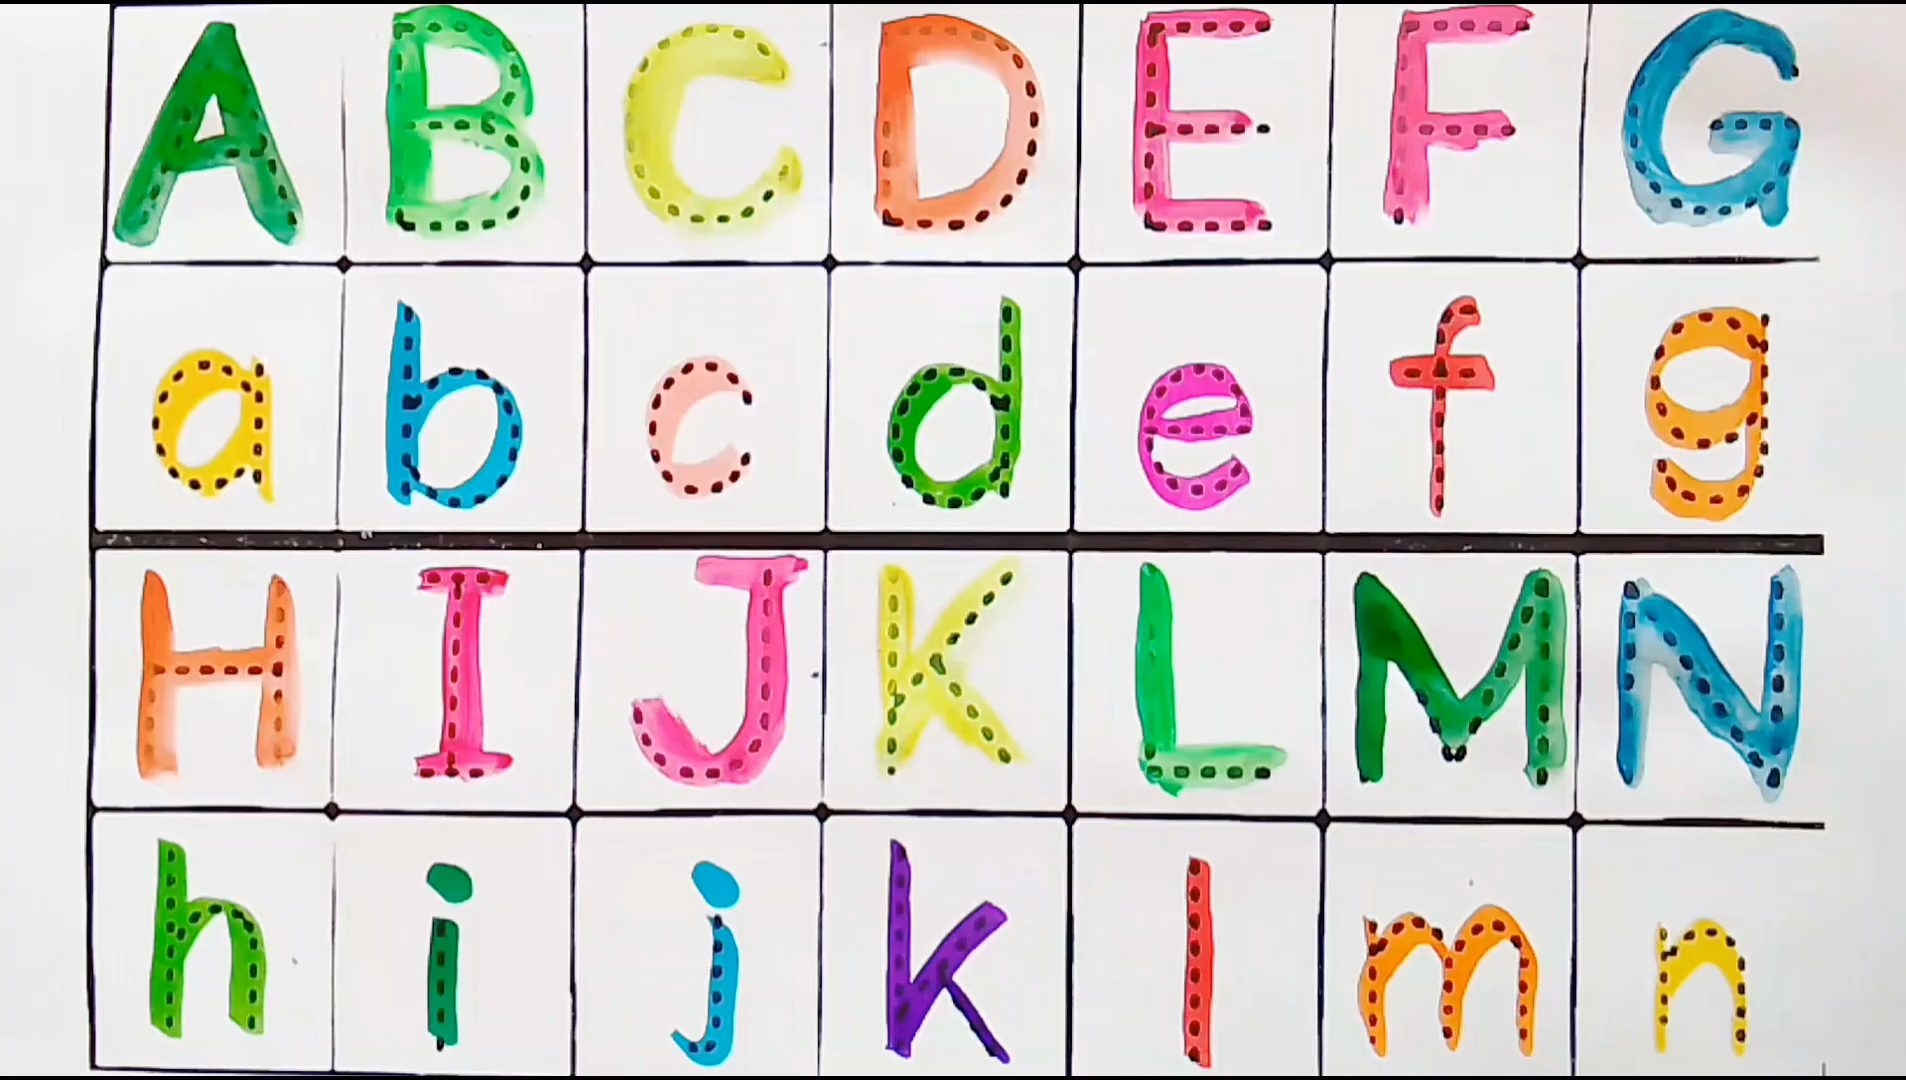 A B C D E F G
a b c d e f g
H I J K L M N
h i j k l m n